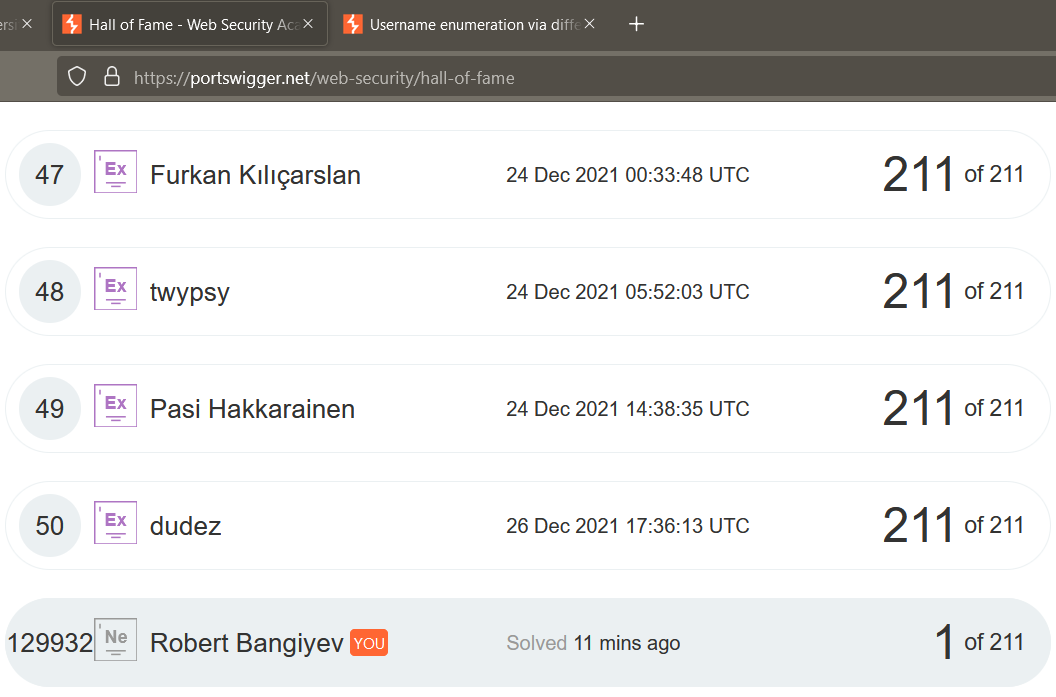 ersi
Hall of Fame - Web Security Aca
Username enumeration via diffe
https://portswigger.net/web-security/hall-of-fame
47 'Ex Furkan Kılıçarslan 24 Dec 2021 00:33:48 UTC 211 of 211
48 'Ex twypsy 24 Dec 2021 05:52:03 UTC 211 of 211
49 'Ex Pasi Hakkarainen 24 Dec 2021 14:38:35 UTC 211 of 211
50 'Ex dudez 26 Dec 2021 17:36:13 UTC 211 of 211
129932 'Ne Robert Bangiyev YOU Solved 11 mins ago 1 of 211